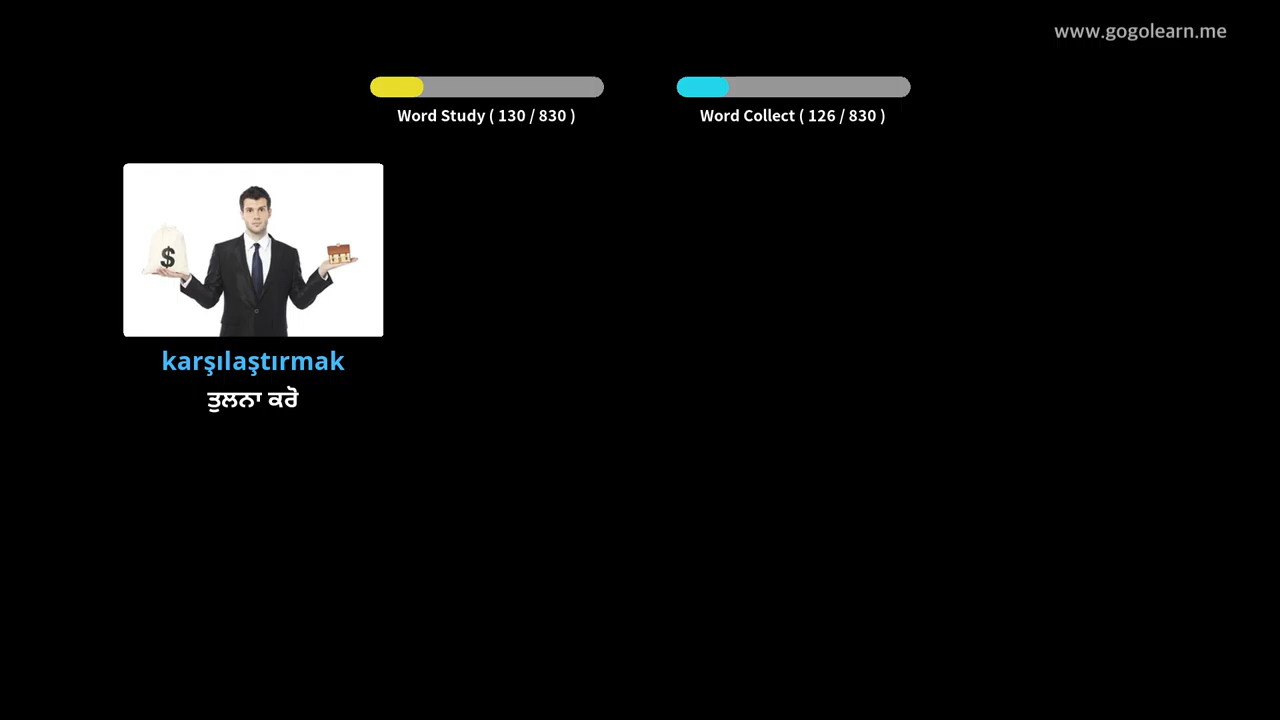 www.gogolearn.me
Word Study ( 130 / 830 )
Word Collect ( 126 / 830 )
$
karşılaştırmak
ਤੁਲਨਾ ਕਰੋ